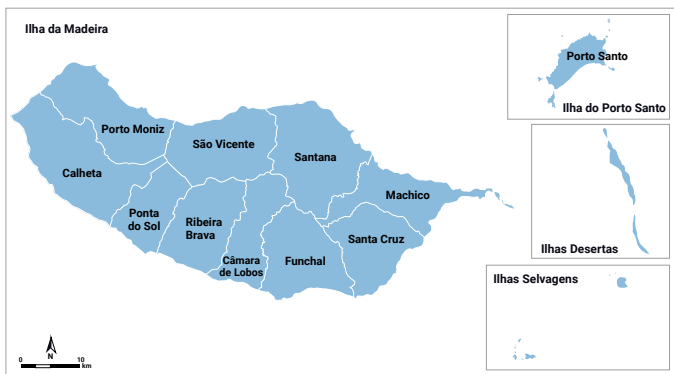 Ilha da Madeira
Porto Santo
Ilha do Porto Santo
Porto Moniz
São Vicente
Santana
Calheta
Machico
Ponta
do Sol
Ribeira
Brava
Santa Cruz
Câmara
de Lobos
Funchal
Ilhas Desertas
Ilhas Selvagens
N
0 10
km